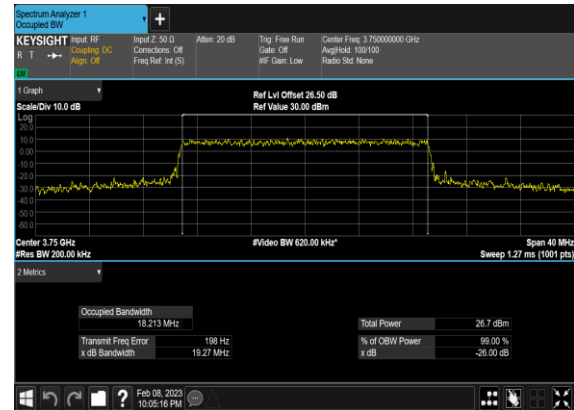 Spectrum Analyzer 1
Occupied BW
KEYSIGHT
R T
Input: RF
Coupling: DC
Align: Off
Input Z: 50 Ω
Corrections: Off
Freq Ref: Int (S)
Atten: 20 dB
Trig: Free Run
Gate: Off
#IF Gain: Low
Center Freq: 3.750000000 GHz
Avg|Hold: 100/100
Radio Std: None
1 Graph
Scale/Div 10.0 dB
Ref Lvl Offset 26.50 dB
Ref Value 30.00 dBm
Log
20.0
10.0
0.00
-10.0
-20.0
-30.0
-40.0
-50.0
-60.0
Center 3.75 GHz
#Res BW 200.00 kHz
#Video BW 620.00 kHz*
Span 40 MHz
Sweep 1.27 ms (1001 pts)
2 Metrics
Occupied Bandwidth
18.213 MHz
Transmit Freq Error 198 Hz
x dB Bandwidth 19.27 MHz
Total Power 26.7 dBm
% of OBW Power 99.00 %
x dB -26.00 dB
?
Feb 08, 2023
10:05:16 PM